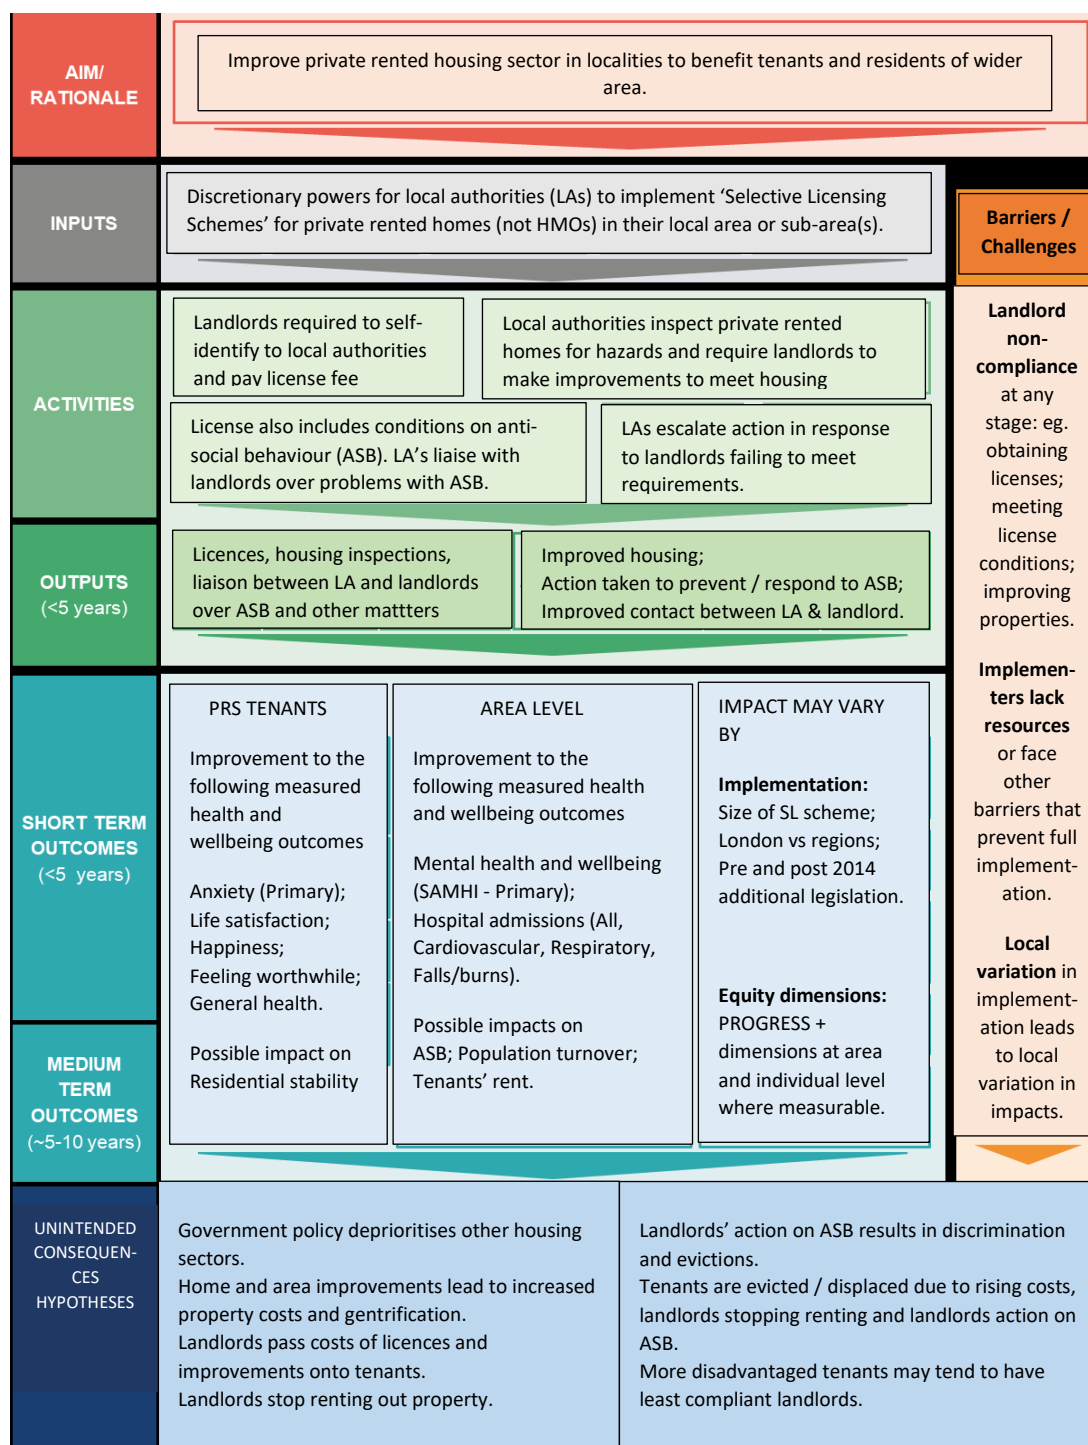 AIM/
RATIONALE
Improve private rented housing sector in localities to benefit tenants and residents of wider
area.
INPUTS
Discretionary powers for local authorities (LAs) to implement ‘Selective Licensing
Schemes’ for private rented homes (not HMOs) in their local area or sub-area(s).
Barriers /
Challenges
ACTIVITIES
Landlords required to self-
identify to local authorities
and pay license fee
Local authorities inspect private rented
homes for hazards and require landlords to
make improvements to meet housing
License also includes conditions on anti-
social behaviour (ASB). LA’s liaise with
landlords over problems with ASB.
LAs escalate action in response
to landlords failing to meet
requirements.
OUTPUTS
(<5 years)
Licences, housing inspections,
liaison between LA and landlords
over ASB and other mattters
Improved housing;
Action taken to prevent / respond to ASB;
Improved contact between LA & landlord.
SHORT TERM
OUTCOMES
(<5 years)
MEDIUM
TERM
OUTCOMES
(~5-10 years)
PRS TENANTS
Improvement to the
following measured
health and
wellbeing outcomes
Anxiety (Primary);
Life satisfaction;
Happiness;
Feeling worthwhile;
General health.
Possible impact on
Residential stability
AREA LEVEL
Improvement to the
following measured health
and wellbeing outcomes
Mental health and wellbeing
(SAMHI - Primary);
Hospital admissions (All,
Cardiovascular, Respiratory,
Falls/burns).
Possible impacts on
ASB; Population turnover;
Tenants’ rent.
IMPACT MAY VARY
BY
Implementation:
Size of SL scheme;
London vs regions;
Pre and post 2014
additional legislation.
Equity dimensions:
PROGRESS +
dimensions at area
and individual level
where measurable.
Landlord
non-
compliance
at any
stage: eg.
obtaining
licenses;
meeting
license
conditions;
improving
properties.
Implemen-
ters lack
resources
or face
other
barriers that
prevent full
implement-
ation.
Local
variation in
implement-
ation leads
to local
variation in
impacts.
UNINTENDED
CONSEQUEN-
CES
HYPOTHESES
Government policy deprioritises other housing
sectors.
Home and area improvements lead to increased
property costs and gentrification.
Landlords pass costs of licences and
improvements onto tenants.
Landlords stop renting out property.
Landlords’ action on ASB results in discrimination
and evictions.
Tenants are evicted / displaced due to rising costs,
landlords stopping renting and landlords action on
ASB.
More disadvantaged tenants may tend to have
least compliant landlords.